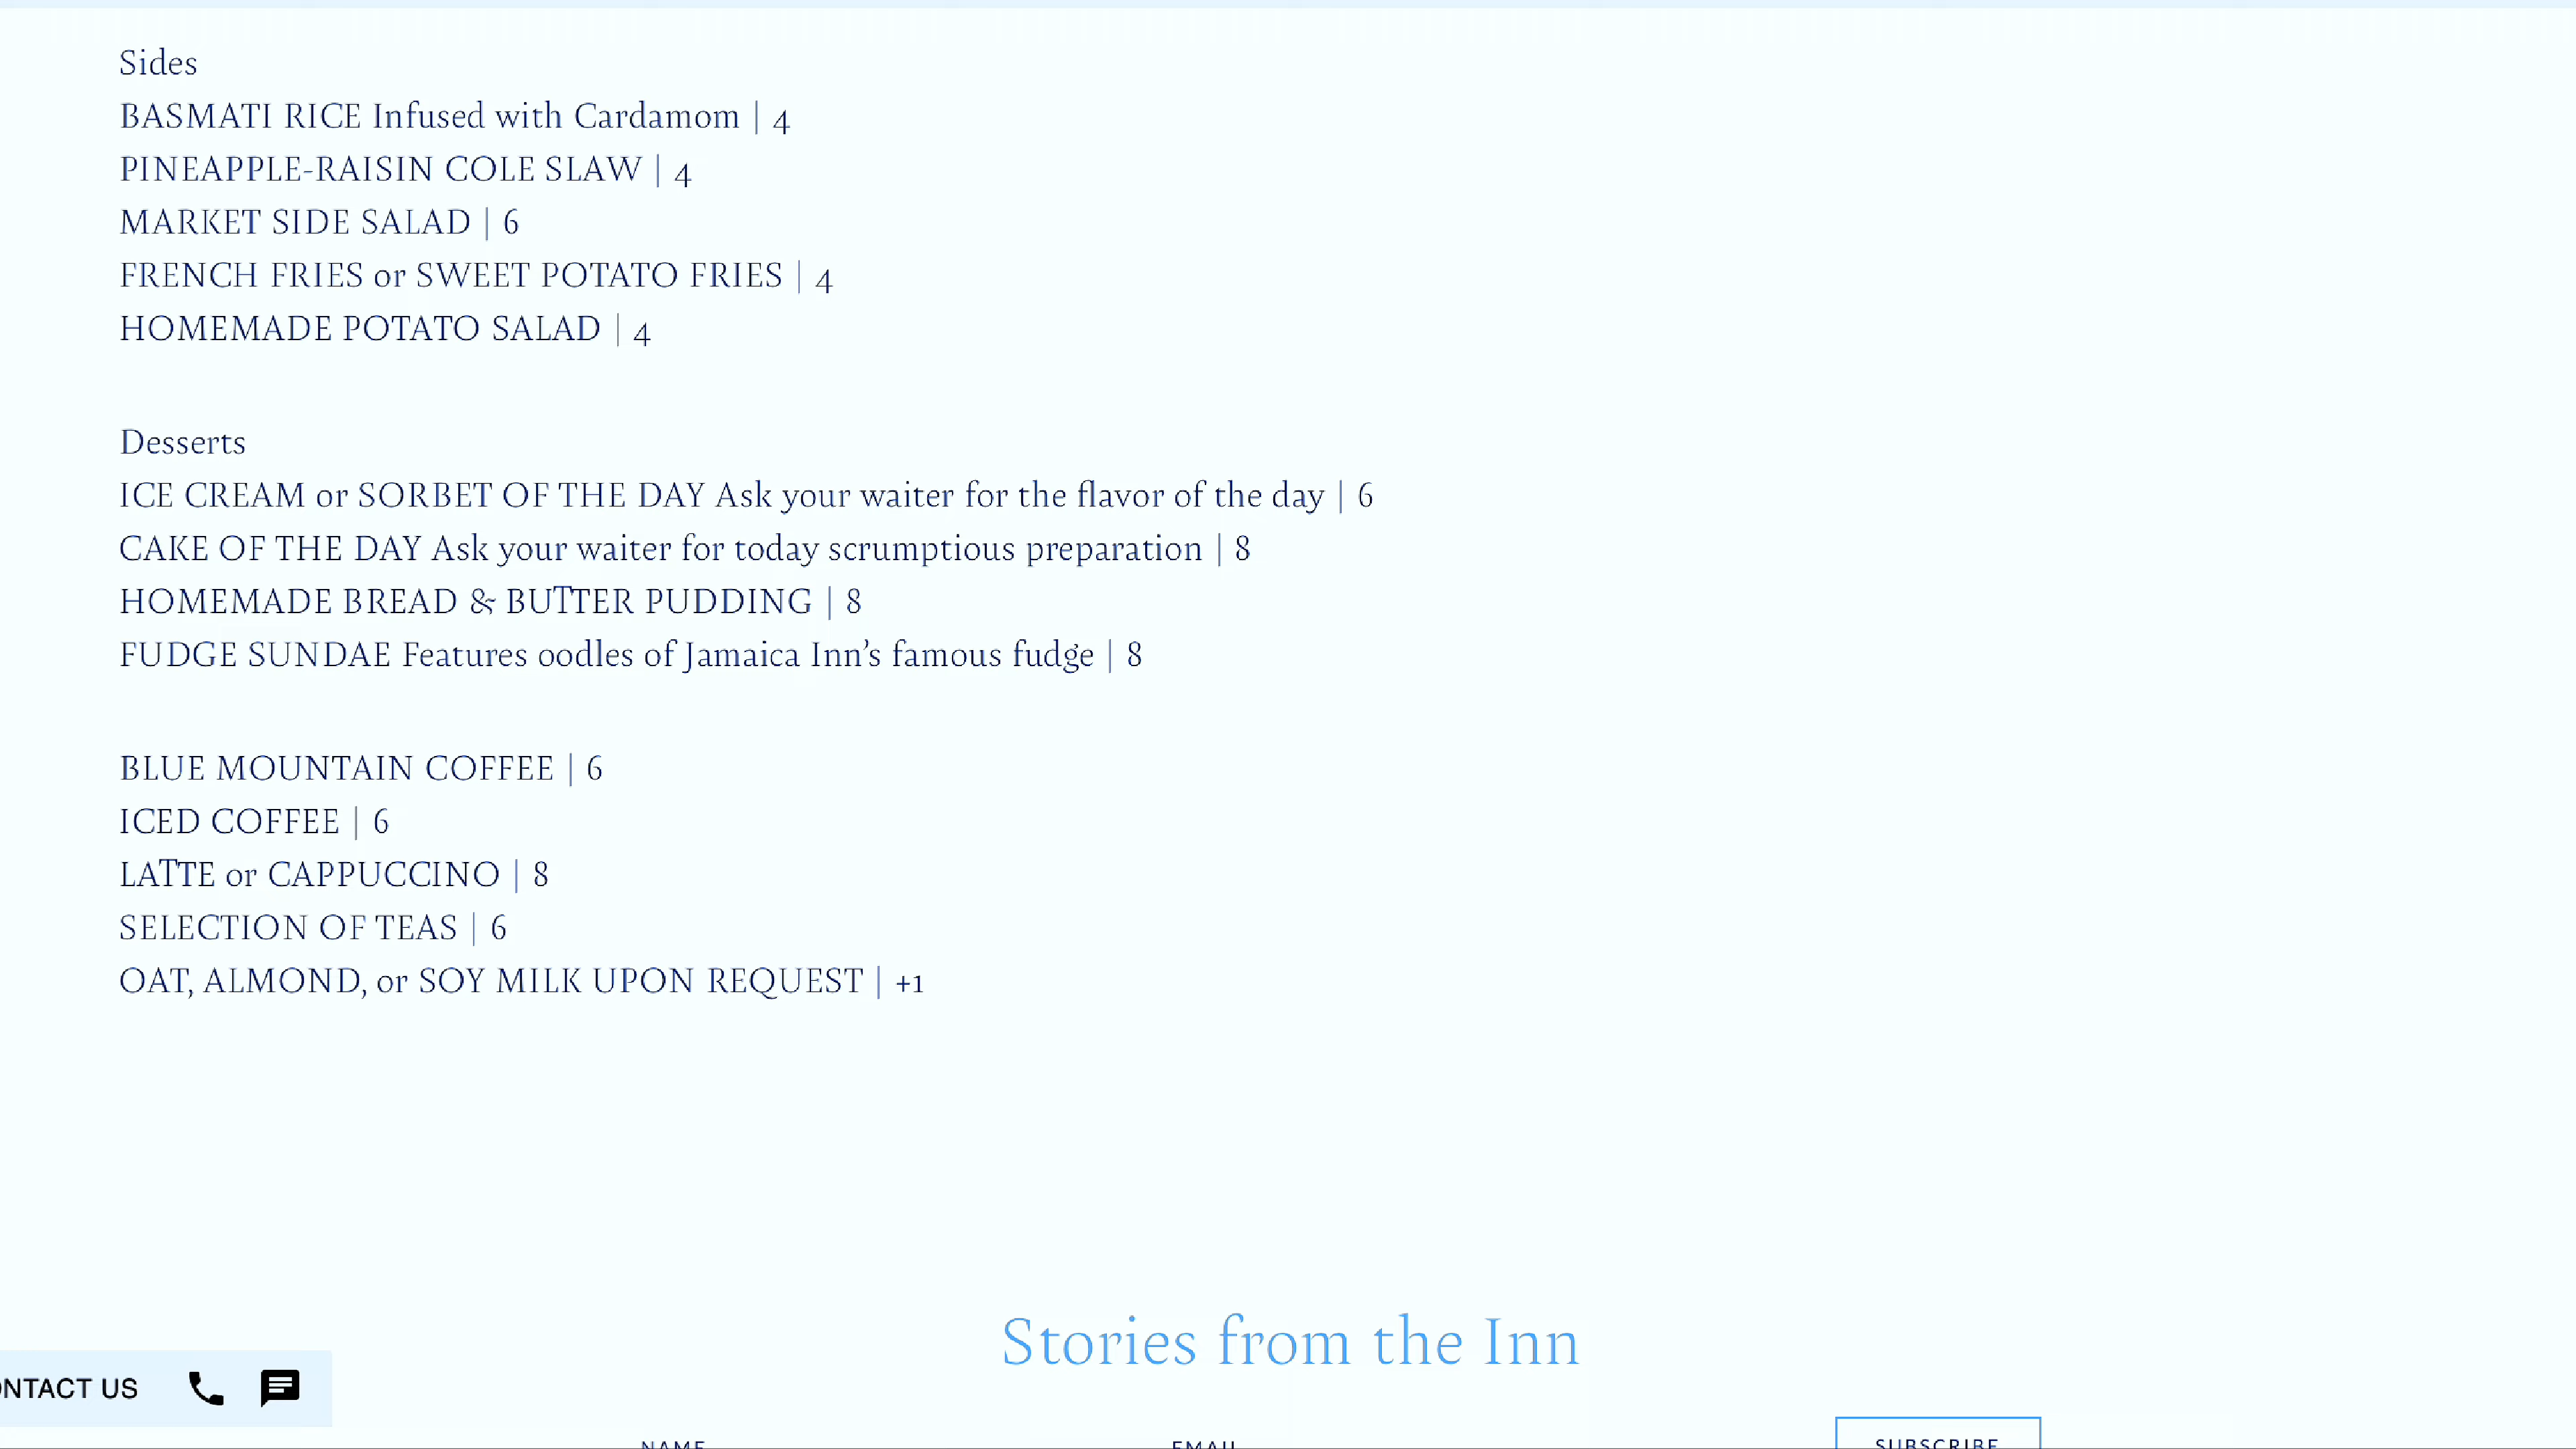 Sides
BASMATI RICE Infused with Cardamom | 4
PINEAPPLE-RAISIN COLE SLAW | 4
MARKET SIDE SALAD | 6
FRENCH FRIES or SWEET POTATO FRIES | 4
HOMEMADE POTATO SALAD | 4
Desserts
ICE CREAM or SORBET OF THE DAY Ask your waiter for the flavor of the day | 6
CAKE OF THE DAY Ask your waiter for today scrumptious preparation | 8
HOMEMADE BREAD & BUTTER PUDDING | 8
FUDGE SUNDAE Features oodles of Jamaica Inn’s famous fudge | 8
BLUE MOUNTAIN COFFEE | 6
ICED COFFEE | 6
LATTE or CAPPUCCINO | 8
SELECTION OF TEAS | 6
OAT, ALMOND, or SOY MILK UPON REQUEST | +1
Stories from the Inn
ONTACT US
NAME
EMAIL
SUBSCRIBE